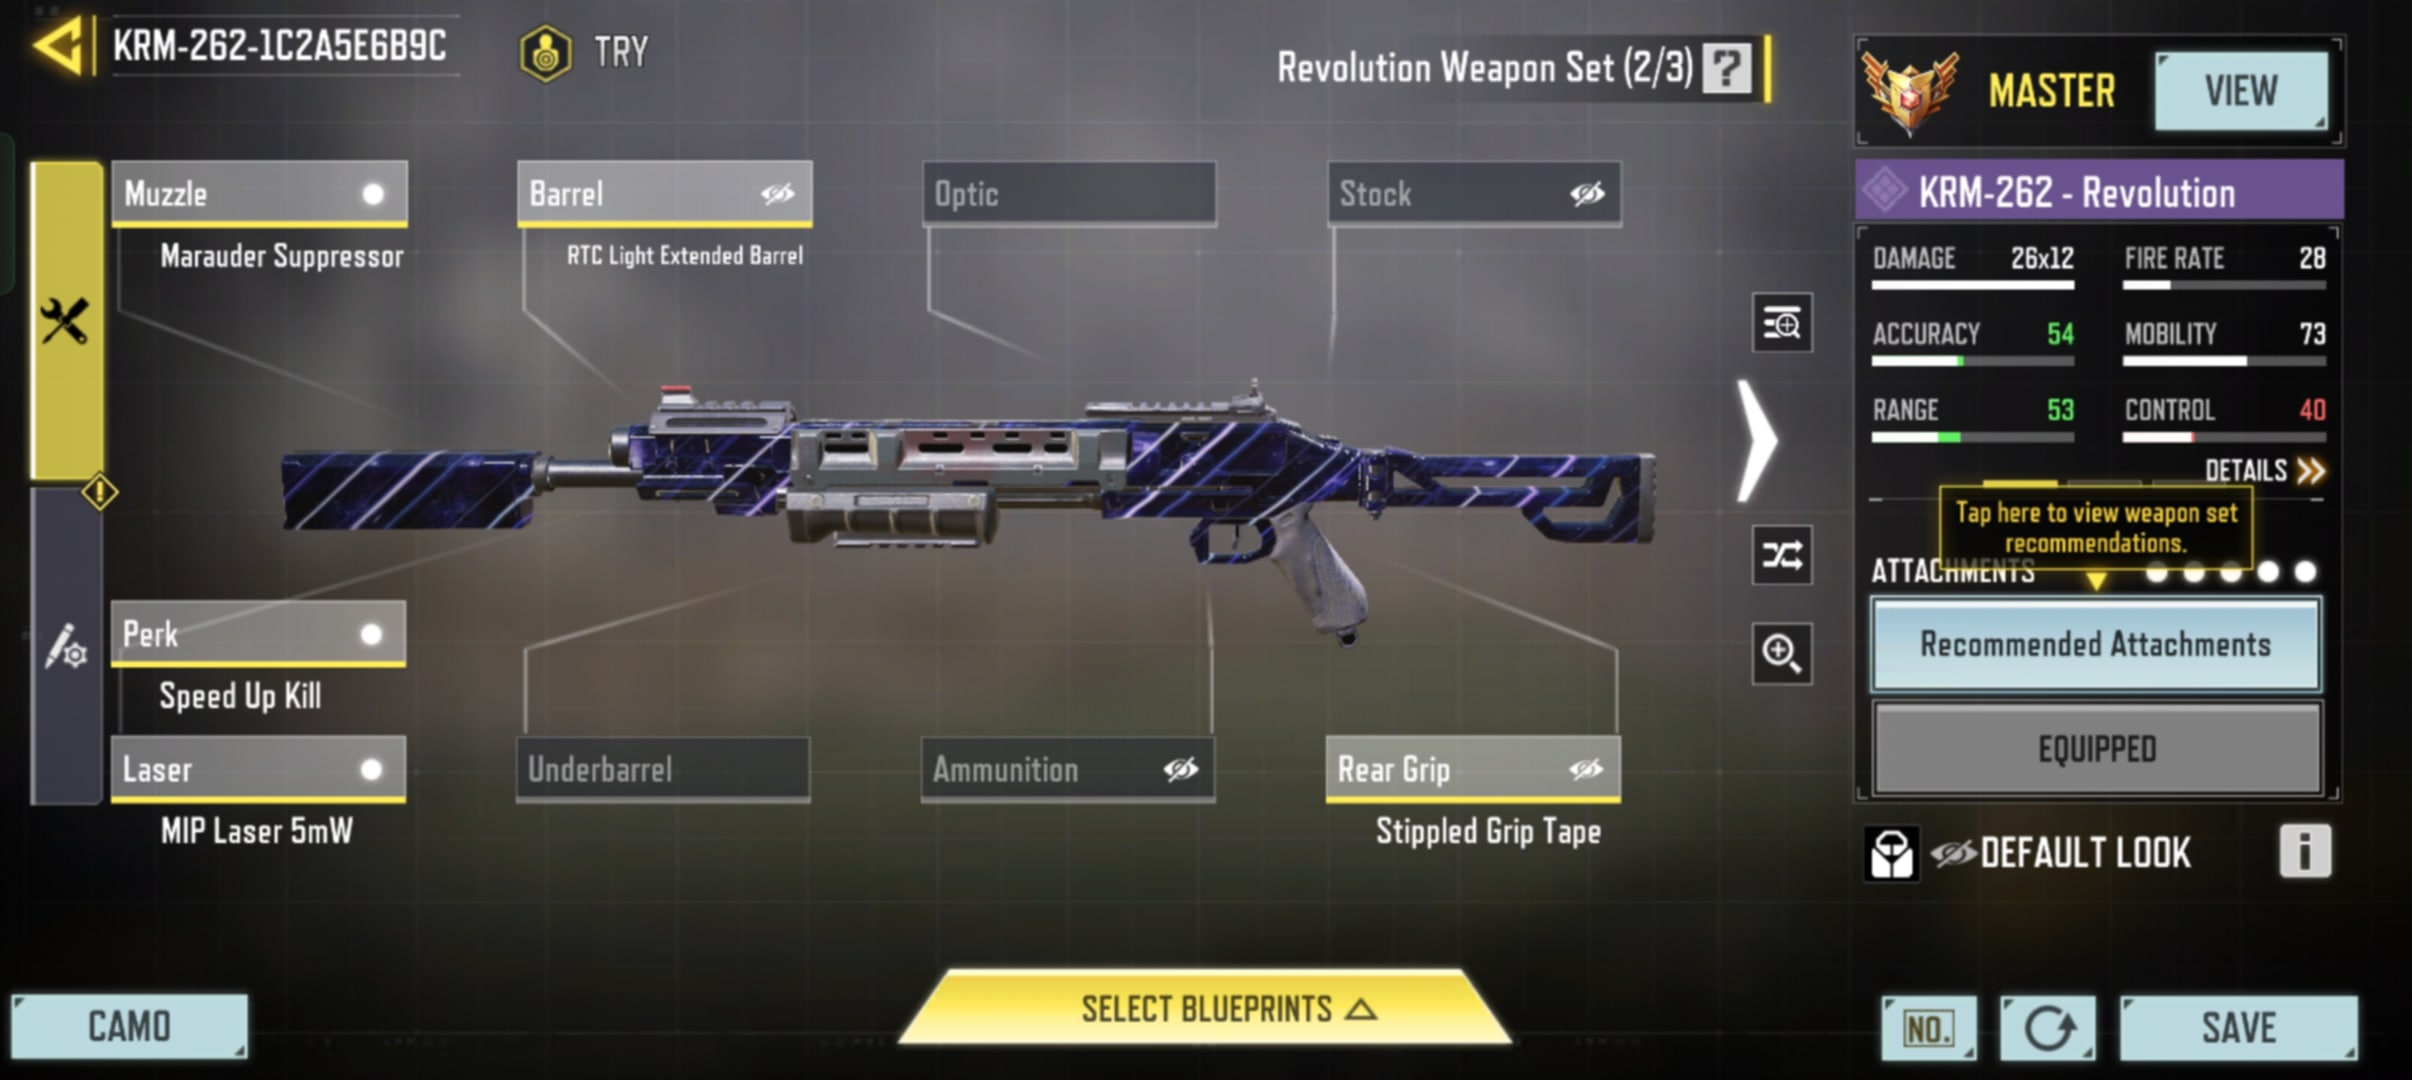 KRM-262-1C2A5E6B9C
TRY
Revolution Weapon Set (2/3) ?
MASTER
VIEW
Muzzle
Marauder Suppressor
Barrel
RTC Light Extended Barrel
Optic
Stock
KRM-262 - Revolution
DAMAGE 26x12
FIRE RATE 28
ACCURACY 54
MOBILITY 73
RANGE 53
CONTROL 40
DETAILS
Tap here to view weapon set
recommendations.
ATTACHMENTS
Recommended Attachments
EQUIPPED
Perk
Speed Up Kill
Laser
MIP Laser 5mW
Underbarrel
Ammunition
Rear Grip
Stippled Grip Tape
DEFAULT LOOK
i
CAMO
SELECT BLUEPRINTS
NO.
SAVE